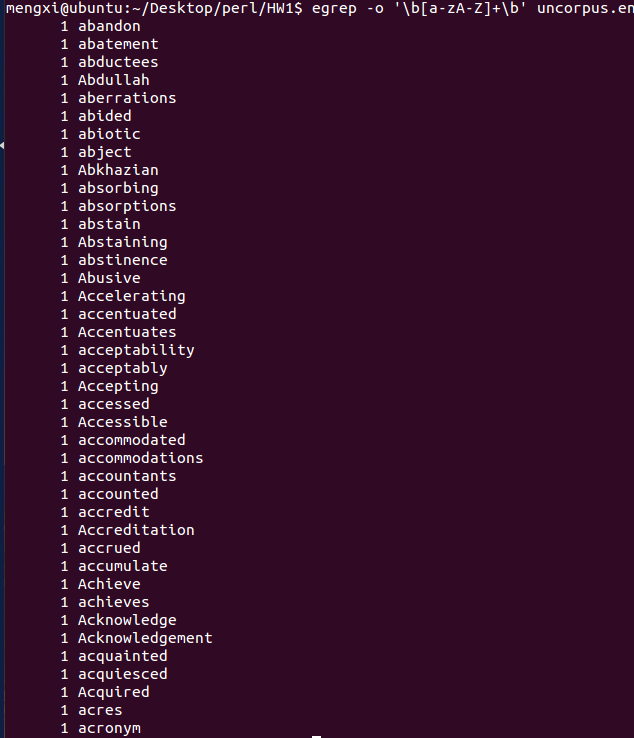 mengxi@ubuntu:~/Desktop/perl/HW1$ egrep -o '\b[a-zA-Z]+\b' uncorpus.en
1 abandon
1 abatement
1 abductees
1 Abdullah
1 aberrations
1 abided
1 abiotic
1 abject
1 Abkhazian
1 absorbing
1 absorptions
1 abstain
1 Abstaining
1 abstinence
1 Abusive
1 Accelerating
1 accentuated
1 Accentuates
1 acceptability
1 acceptably
1 Accepting
1 accessed
1 Accessible
1 accommodated
1 accommodations
1 accountants
1 accounted
1 accredit
1 Accreditation
1 accrued
1 accumulate
1 Achieve
1 achieves
1 Acknowledge
1 Acknowledgement
1 acquainted
1 acquiesced
1 Acquired
1 acres
1 acronym